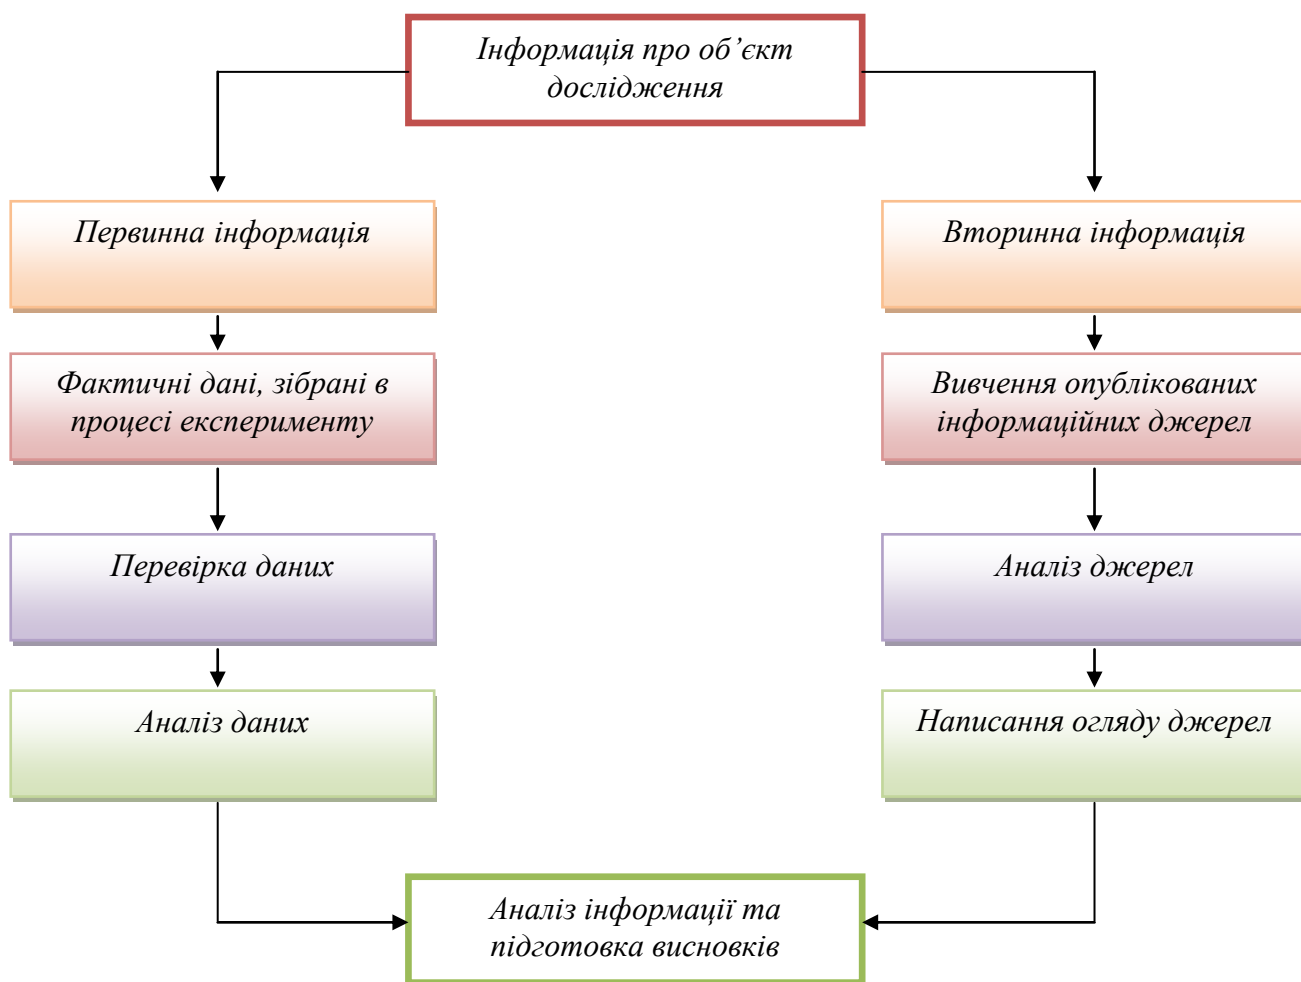 Інформація про об’єкт
дослідження
Первинна інформація
Вторинна інформація
Фактичні дані, зібрані в
процесі експерименту
Вивчення опублікованих
інформаційних джерел
Перевірка даних
Аналіз джерел
Аналіз даних
Написання огляду джерел
Аналіз інформації та
підготовка висновків